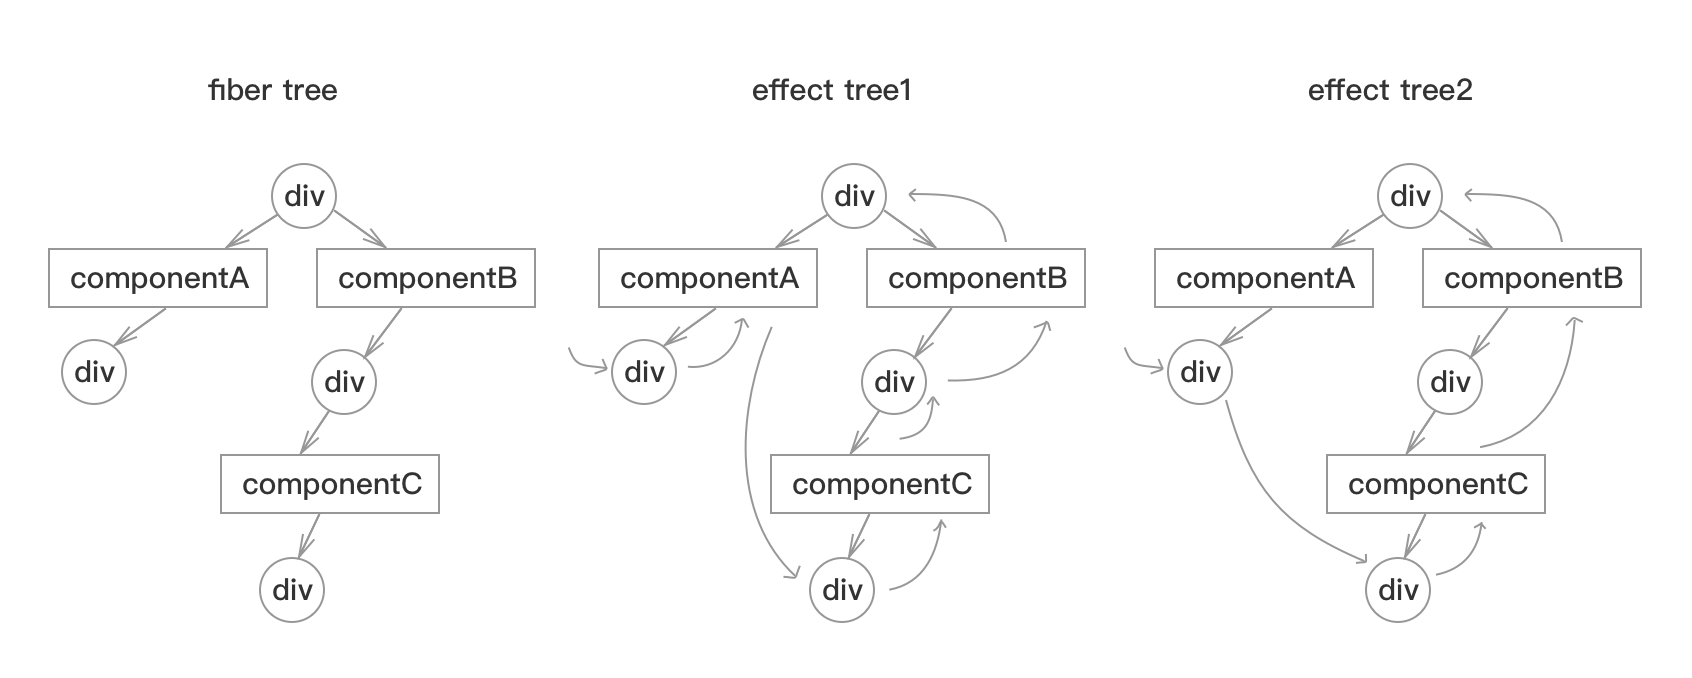 fiber tree
effect tree1
effect tree2
div
div
div
componentA
componentB
componentA
componentB
componentA
componentB
div
div
div
div
div
div
componentC
componentC
componentC
div
div
div